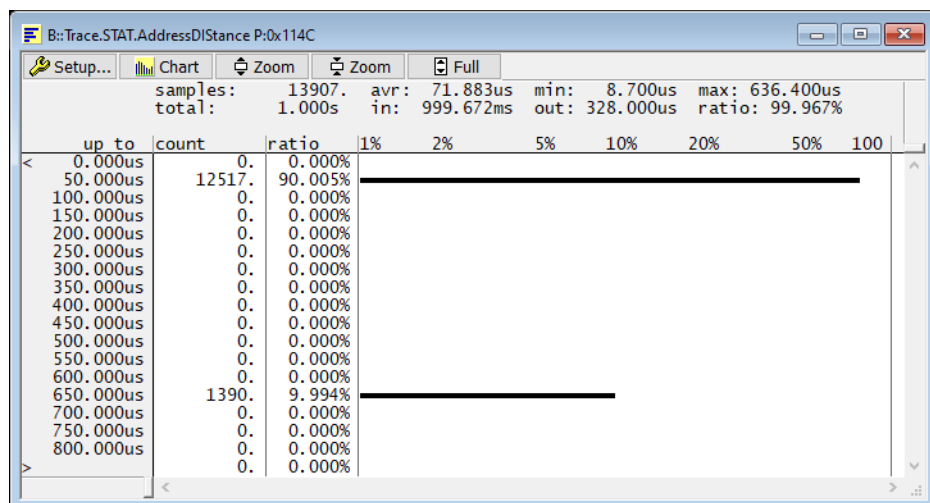 B::Trace.STAT.AddressDIStance P:0x114C
Setup... Chart Zoom Zoom Full
samples: 13907. avr: 71.883us min: 8.700us max: 636.400us
total: 1.000s in: 999.672ms out: 328.000us ratio: 99.967%
up to count ratio 1% 2% 5% 10% 20% 50% 100
< 0.000us 0. 0.000%
50.000us 12517. 90.005%
100.000us 0. 0.000%
150.000us 0. 0.000%
200.000us 0. 0.000%
250.000us 0. 0.000%
300.000us 0. 0.000%
350.000us 0. 0.000%
400.000us 0. 0.000%
450.000us 0. 0.000%
500.000us 0. 0.000%
550.000us 0. 0.000%
600.000us 0. 0.000%
650.000us 1390. 9.994%
700.000us 0. 0.000%
750.000us 0. 0.000%
800.000us 0. 0.000%
> 0. 0.000%